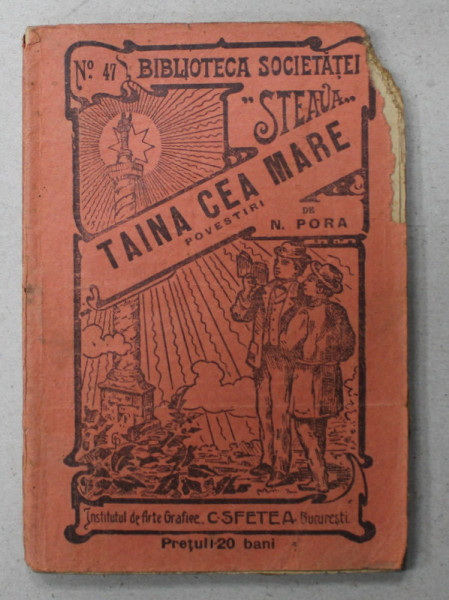 No. 47 BIBLIOTECA SOCIETĂȚEI
"STEAUA"
TAINA CEA MARE
POVESTIRI
DE
N. PORA
Institutul de Arte Grafice, C. SFETEA, București.
Prețul 20 bani